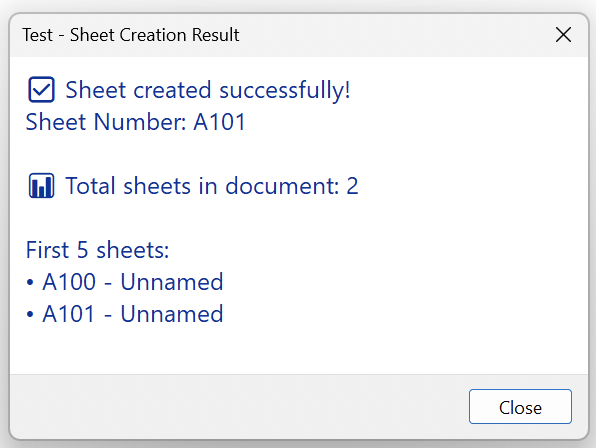 Test - Sheet Creation Result
Sheet created successfully!
Sheet Number: A101
Total sheets in document: 2
First 5 sheets:
• A100 - Unnamed
• A101 - Unnamed
Close